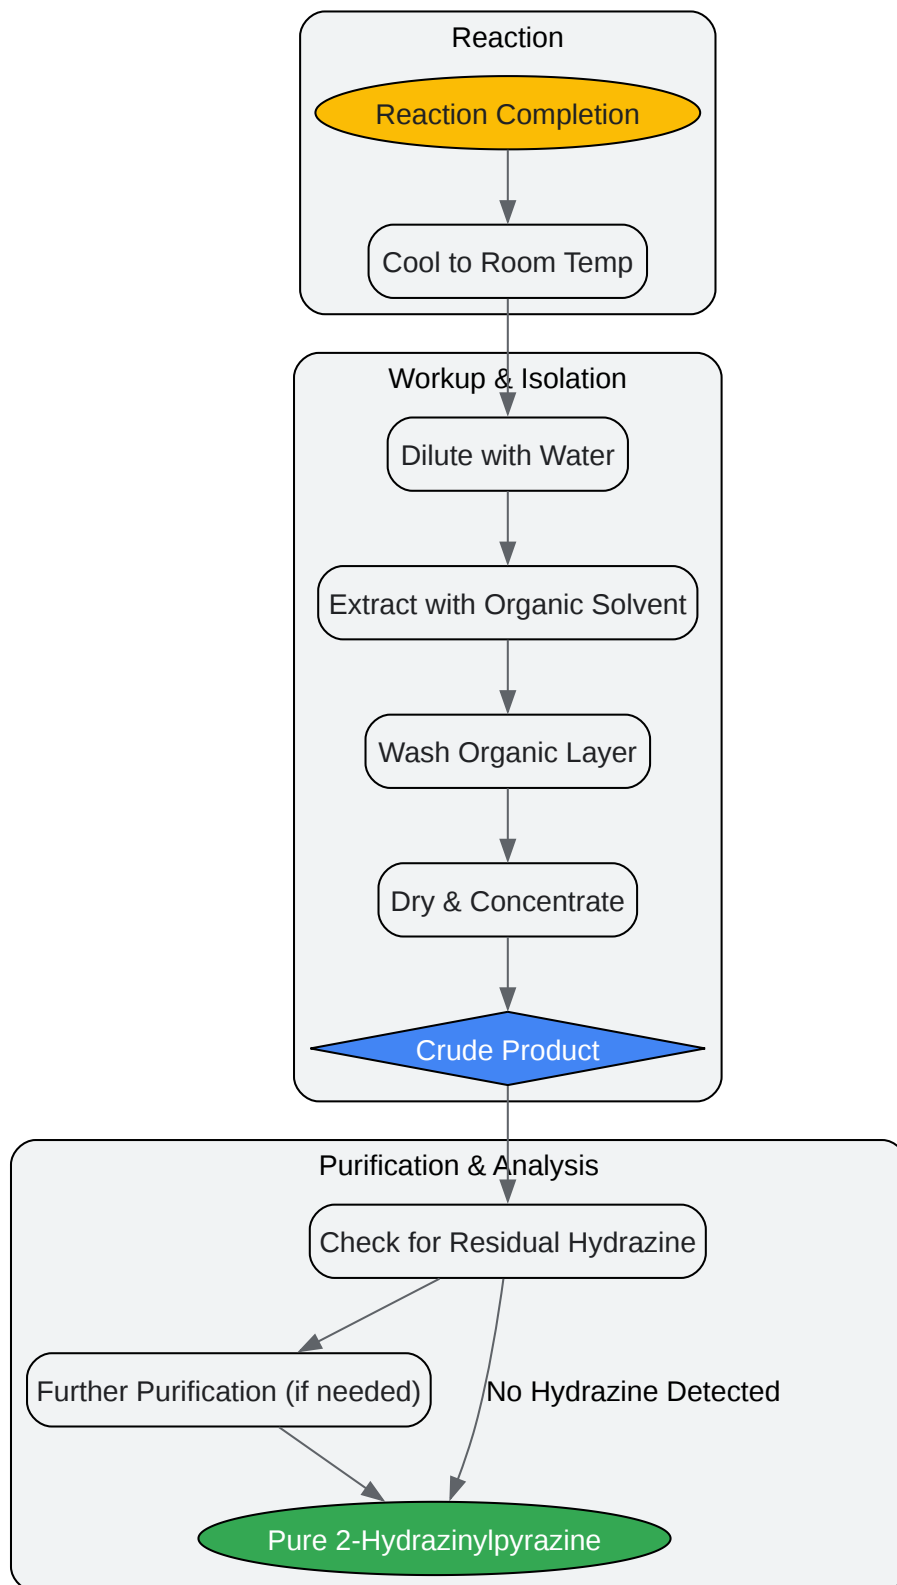 Reaction
Reaction Completion
Cool to Room Temp
Workup & Isolation
Dilute with Water
Extract with Organic Solvent
Wash Organic Layer
Dry & Concentrate
Crude Product
Purification & Analysis
Check for Residual Hydrazine
Further Purification (if needed)
No Hydrazine Detected
Pure 2-Hydrazinylpyrazine